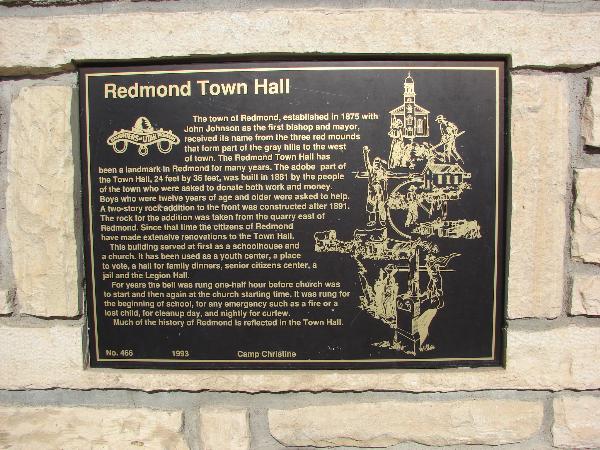 Redmond Town Hall
The town of Redmond, established in 1875 with
John Johnson as the first bishop and mayor,
received its name from the three red mounds
that form part of the gray hills to the west
of town. The Redmond Town Hall has
been a landmark in Redmond for many years. The adobe part of
the Town Hall, 24 feet by 36 feet, was built in 1881 by the people
of the town who were asked to donate both work and money.
Boys who were twelve years of age and older were asked to help.
A two-story rock addition to the front was constructed after 1891.
The rock for the addition was taken from the quarry east of
Redmond. Since that time the citizens of Redmond
have made extensive renovations to the Town Hall.
This building served at first as a schoolhouse and
a church. It has been used as a youth center, a place
to vote, a hall for family dinners, senior citizens center, a
jail and the Legion Hall.
For years the bell was rung one-half hour before church was
to start and then again at the church starting time. It was rung for
the beginning of school, for any emergency such as a fire or a
lost child, for cleanup day, and nightly for curfew.
Much of the history of Redmond is reflected in the Town Hall.
No. 466 1993 Camp Christine